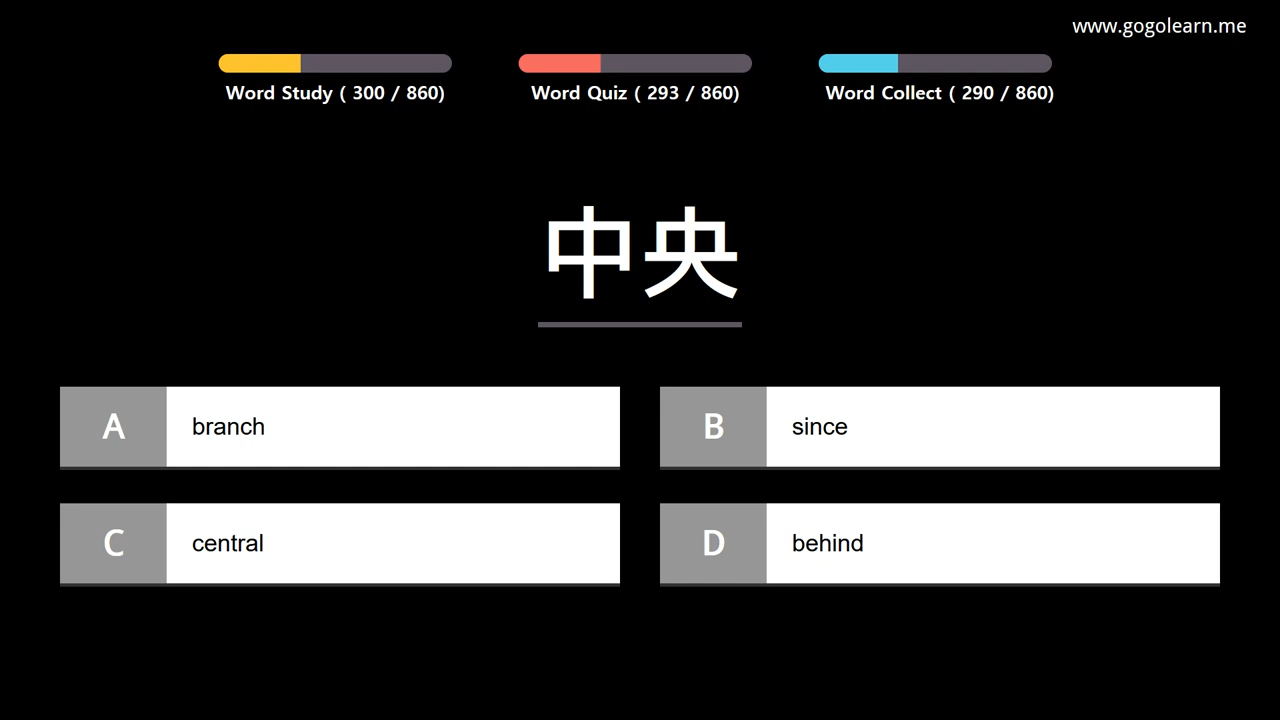 www.gogolearn.me
Word Study ( 300 / 860)
Word Quiz ( 293 / 860)
Word Collect ( 290 / 860)
中央
A branch
B since
C central
D behind